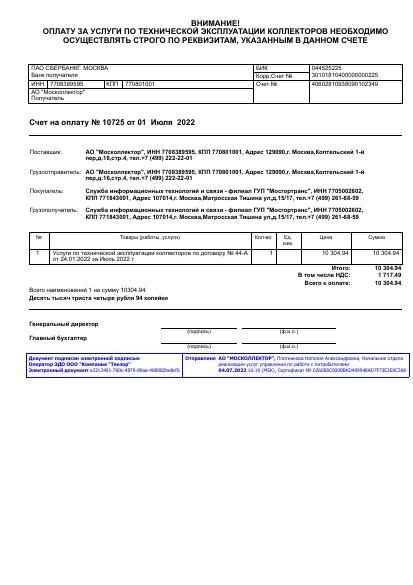 ВНИМАНИЕ!
ОПЛАТУ ЗА УСЛУГИ ПО ТЕХНИЧЕСКОЙ ЭКСПЛУАТАЦИИ КОЛЛЕКТОРОВ НЕОБХОДИМО
ОСУЩЕСТВЛЯТЬ СТРОГО ПО РЕКВИЗИТАМ, УКАЗАННЫМ В ДАННОМ СЧЕТЕ
ПАО СБЕРБАНК Г. МОСКВА БИК 044525225
Банк получателя Корр.Счет № 30101810400000000225
ИНН 7708389595 КПП 770801001 Счет № 40602810938090102349
АО "Москоллектор"
Получатель
Счет на оплату № 10725 от 01 Июля 2022
Поставщик: АО "Москоллектор", ИНН 7708389595, КПП 770801001, Адрес 129090,г. Москва,Коптельский 1-й
пер,д.16,стр.4, тел.+7 (499) 222-22-01
Грузоотправитель: АО "Москоллектор", ИНН 7708389595, КПП 770801001, Адрес 129090,г. Москва,Коптельский 1-й
пер,д.16,стр.4, тел.+7 (499) 222-22-01
Покупатель: Служба информационных технологий и связи - филиал ГУП "Мосгортранс", ИНН 7705002602,
КПП 771843001, Адрес 107014,г. Москва,Матросская Тишина ул,д.15/17, тел.+7 (499) 261-68-59
Грузополучатель: Служба информационных технологий и связи - филиал ГУП "Мосгортранс", ИНН 7705002602,
КПП 771843001, Адрес 107014,г. Москва,Матросская Тишина ул,д.15/17, тел.+7 (499) 261-68-59
№ Товары (работы, услуги) Кол-во Ед. изм. Цена Сумма
1 Услуги по технической эксплуатации коллекторов по договору № 44-А 1 10 304.94 10 304.94
от 24.01.2022 за Июль 2022 г.
Итого: 10 304.94
В том числе НДС: 1 717.49
Всего к оплате: 10 304.94
Всего наименований 1 на сумму 10304.94
Десять тысяч триста четыре рубля 94 копейки
Генеральный директор
(подпись) (ф.и.о.)
Главный бухгалтер
(подпись) (ф.и.о.)
Документ подписан электронной подписью
Оператор ЭДО ООО "Компания "Тензор"
Электронный документ
Отправлено АО "МОСКОЛЛЕКТОР", Плотникова Наталия Александровна, Начальник отдела
реализации услуг управления по работе с потребителями
04.07.2022 16:19 (MSK), Сертификат №